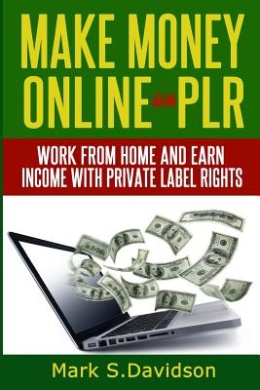 MAKE MONEY
ONLINE PLR
WORK FROM HOME AND EARN
INCOME WITH PRIVATE LABEL RIGHTS
Mark S.Davidson